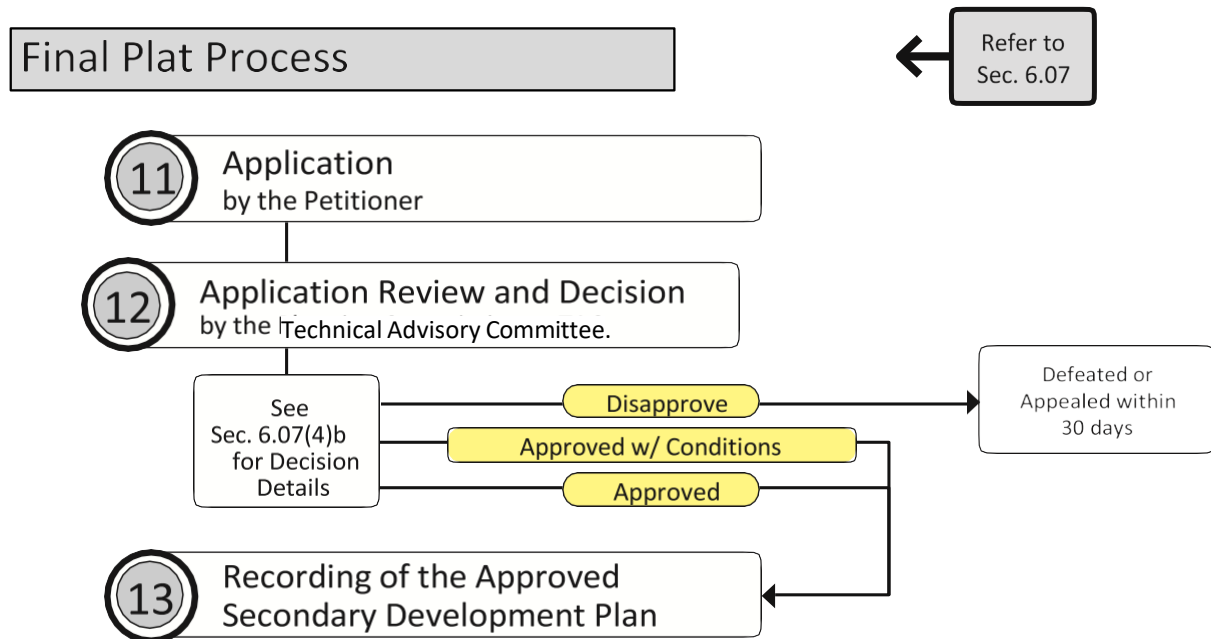 Final Plat Process
Refer to
Sec. 6.07
11
Application
by the Petitioner
12
Application Review and Decision
by the Technical Advisory Committee.
See
Sec. 6.07(4)b
for Decision
Details
Disapprove
Approved w/ Conditions
Approved
Defeated or
Appealed within
30 days
13
Recording of the Approved
Secondary Development Plan